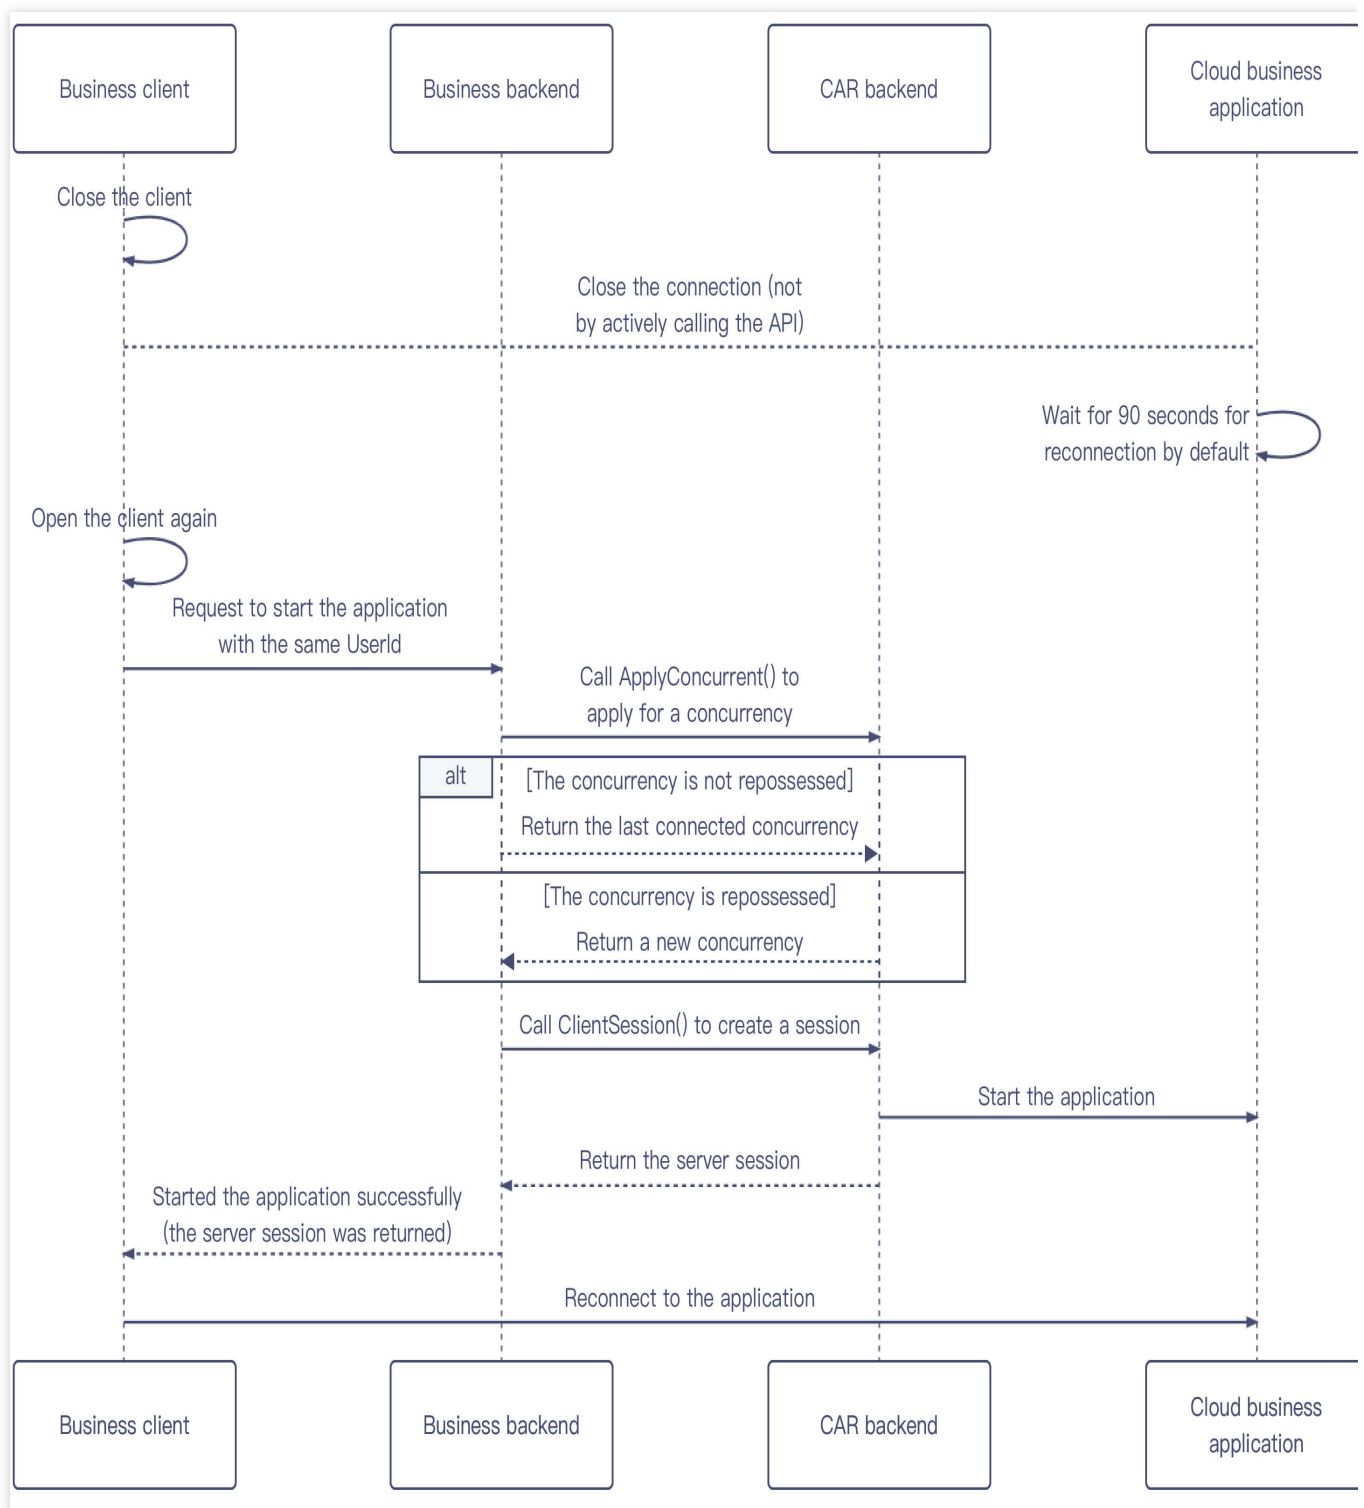 Business client
Business backend
CAR backend
Cloud business
application
Close the client
Close the connection (not
by actively calling the API)
Wait for 90 seconds for
reconnection by default
Open the client again
Request to start the application
with the same UserId
Call ApplyConcurrent() to
apply for a concurrency
alt
[The concurrency is not repossessed]
Return the last connected concurrency
[The concurrency is repossessed]
Return a new concurrency
Call ClientSession() to create a session
Start the application
Return the server session
Started the application successfully
(the server session was returned)
Reconnect to the application
Business client
Business backend
CAR backend
Cloud business
application